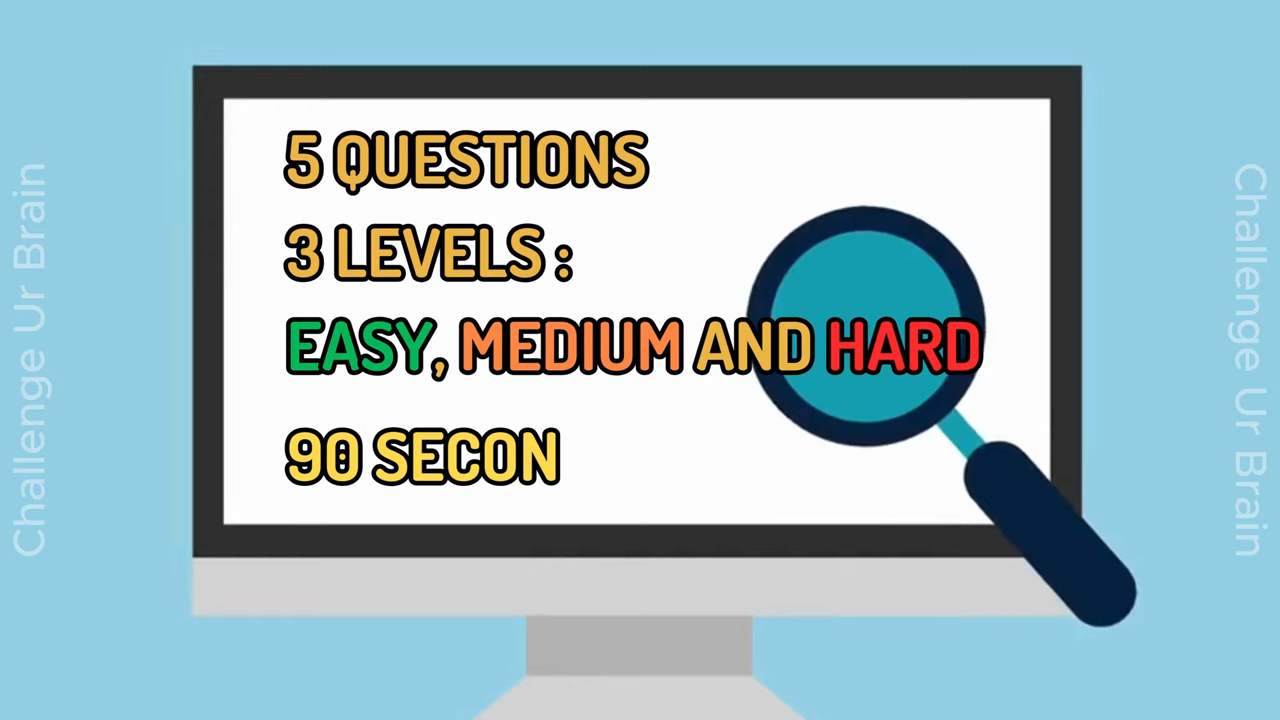 5 QUESTIONS
3 LEVELS :
EASY, MEDIUM AND HARD
90 SECON
Challenge Ur Brain
Challenge Ur Brain